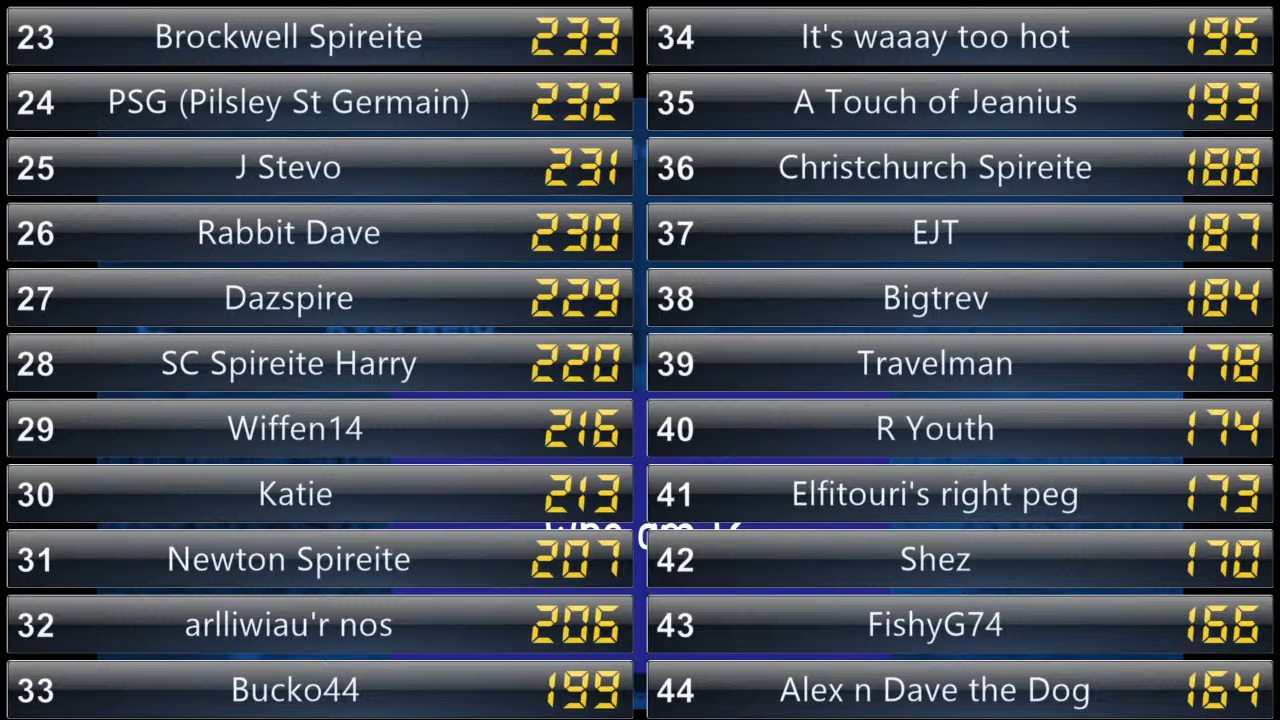 23 Brockwell Spireite 233
24 PSG (Pilsley St Germain) 232
25 J Stevo 231
26 Rabbit Dave 230
27 Dazspire 229
28 SC Spireite Harry 220
29 Wiffen14 216
30 Katie 213
31 Newton Spireite 207
32 arlliwiau'r nos 206
33 Bucko44 199
34 It's waaay too hot 195
35 A Touch of Jeanius 193
36 Christchurch Spireite 188
37 EJT 187
38 Bigtrev 184
39 Travelman 178
40 R Youth 174
41 Elfitouri's right peg 173
42 Shez 170
43 FishyG74 166
44 Alex n Dave the Dog 164